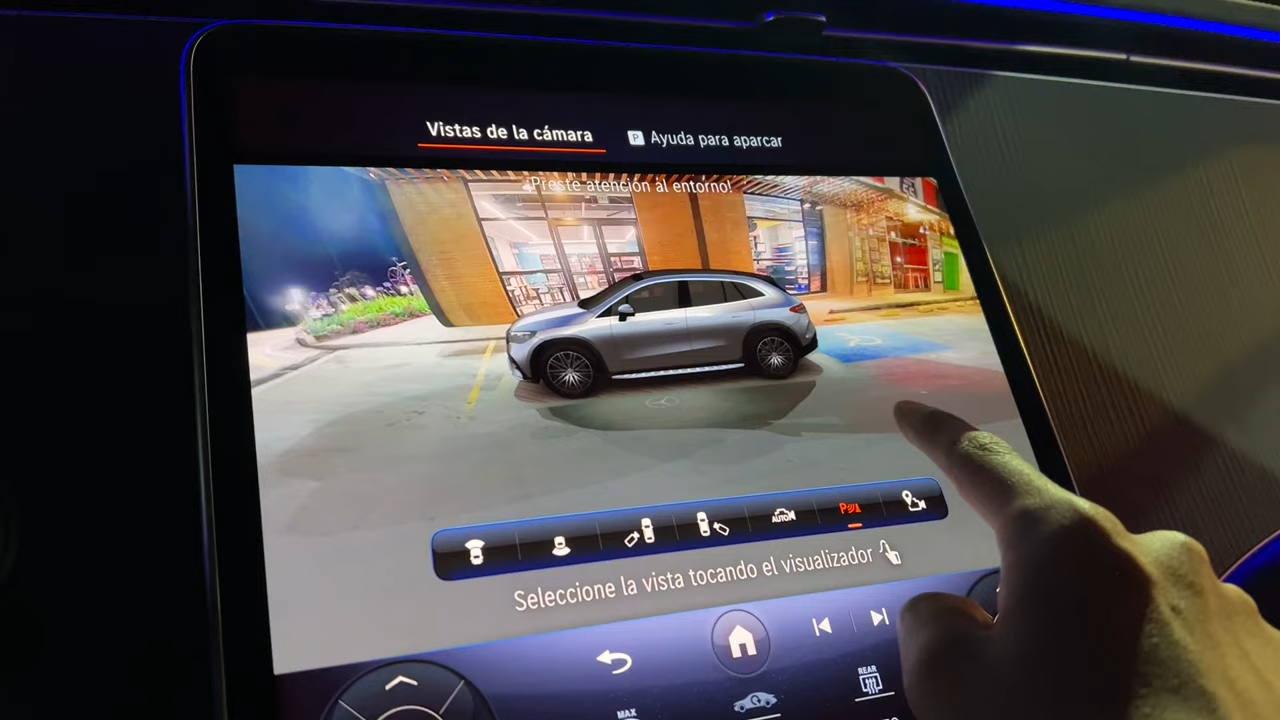 Vistas de la cámara
P Ayuda para aparcar
¡Preste atención al entorno!
AUTO
P
Seleccione la vista tocando el visualizador
REAR
MAX